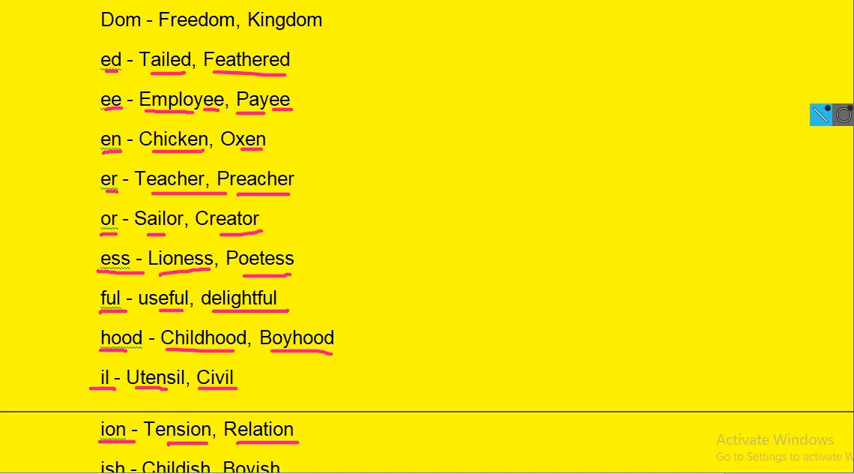 Dom - Freedom, Kingdom
ed - Tailed, Feathered
ee - Employee, Payee
en - Chicken, Oxen
er - Teacher, Preacher
or - Sailor, Creator
ess - Lioness, Poetess
ful - useful, delightful
hood - Childhood, Boyhood
il - Utensil, Civil
ion - Tension, Relation
ish - Childish, Boyish
Activate Windows
Go to Settings to activate W